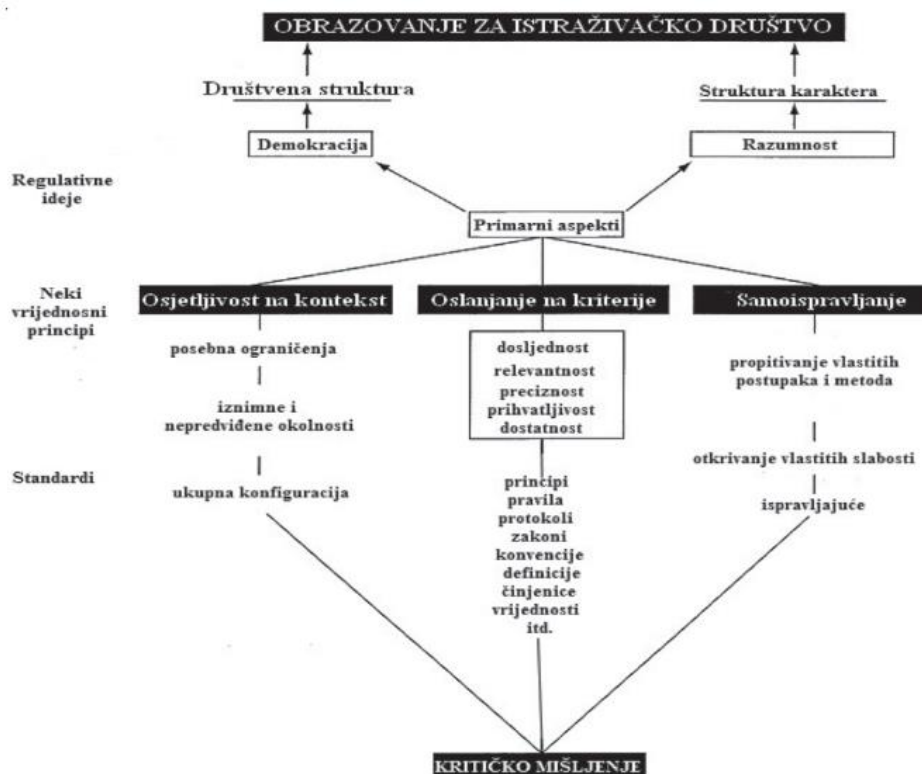 OBRAZOVANJE ZA ISTRAŽIVAČKO DRUŠTVO
Društvena struktura
Struktura karaktera
Demokracija
Razumnost
Regulativne
ideje
Primarni aspekti
Neki
vrijednosni
principi
Osjetljivost na kontekst
Oslanjanje na kriterije
Samoispravljanje
posebna ograničenja
iznimne i
nepredviđene okolnosti
ukupna konfiguracija
dosljednost
relevantnost
preciznost
prihvatljivost
dostatnost
principi
pravila
protokoli
zakoni
konvencije
definicije
činjenice
vrijednosti
itd.
propitivanje vlastitih
postupaka i metoda
otkrivanje vlastitih slabosti
ispravljajuće
Standardi
KRITIČKO MIŠLJENJE